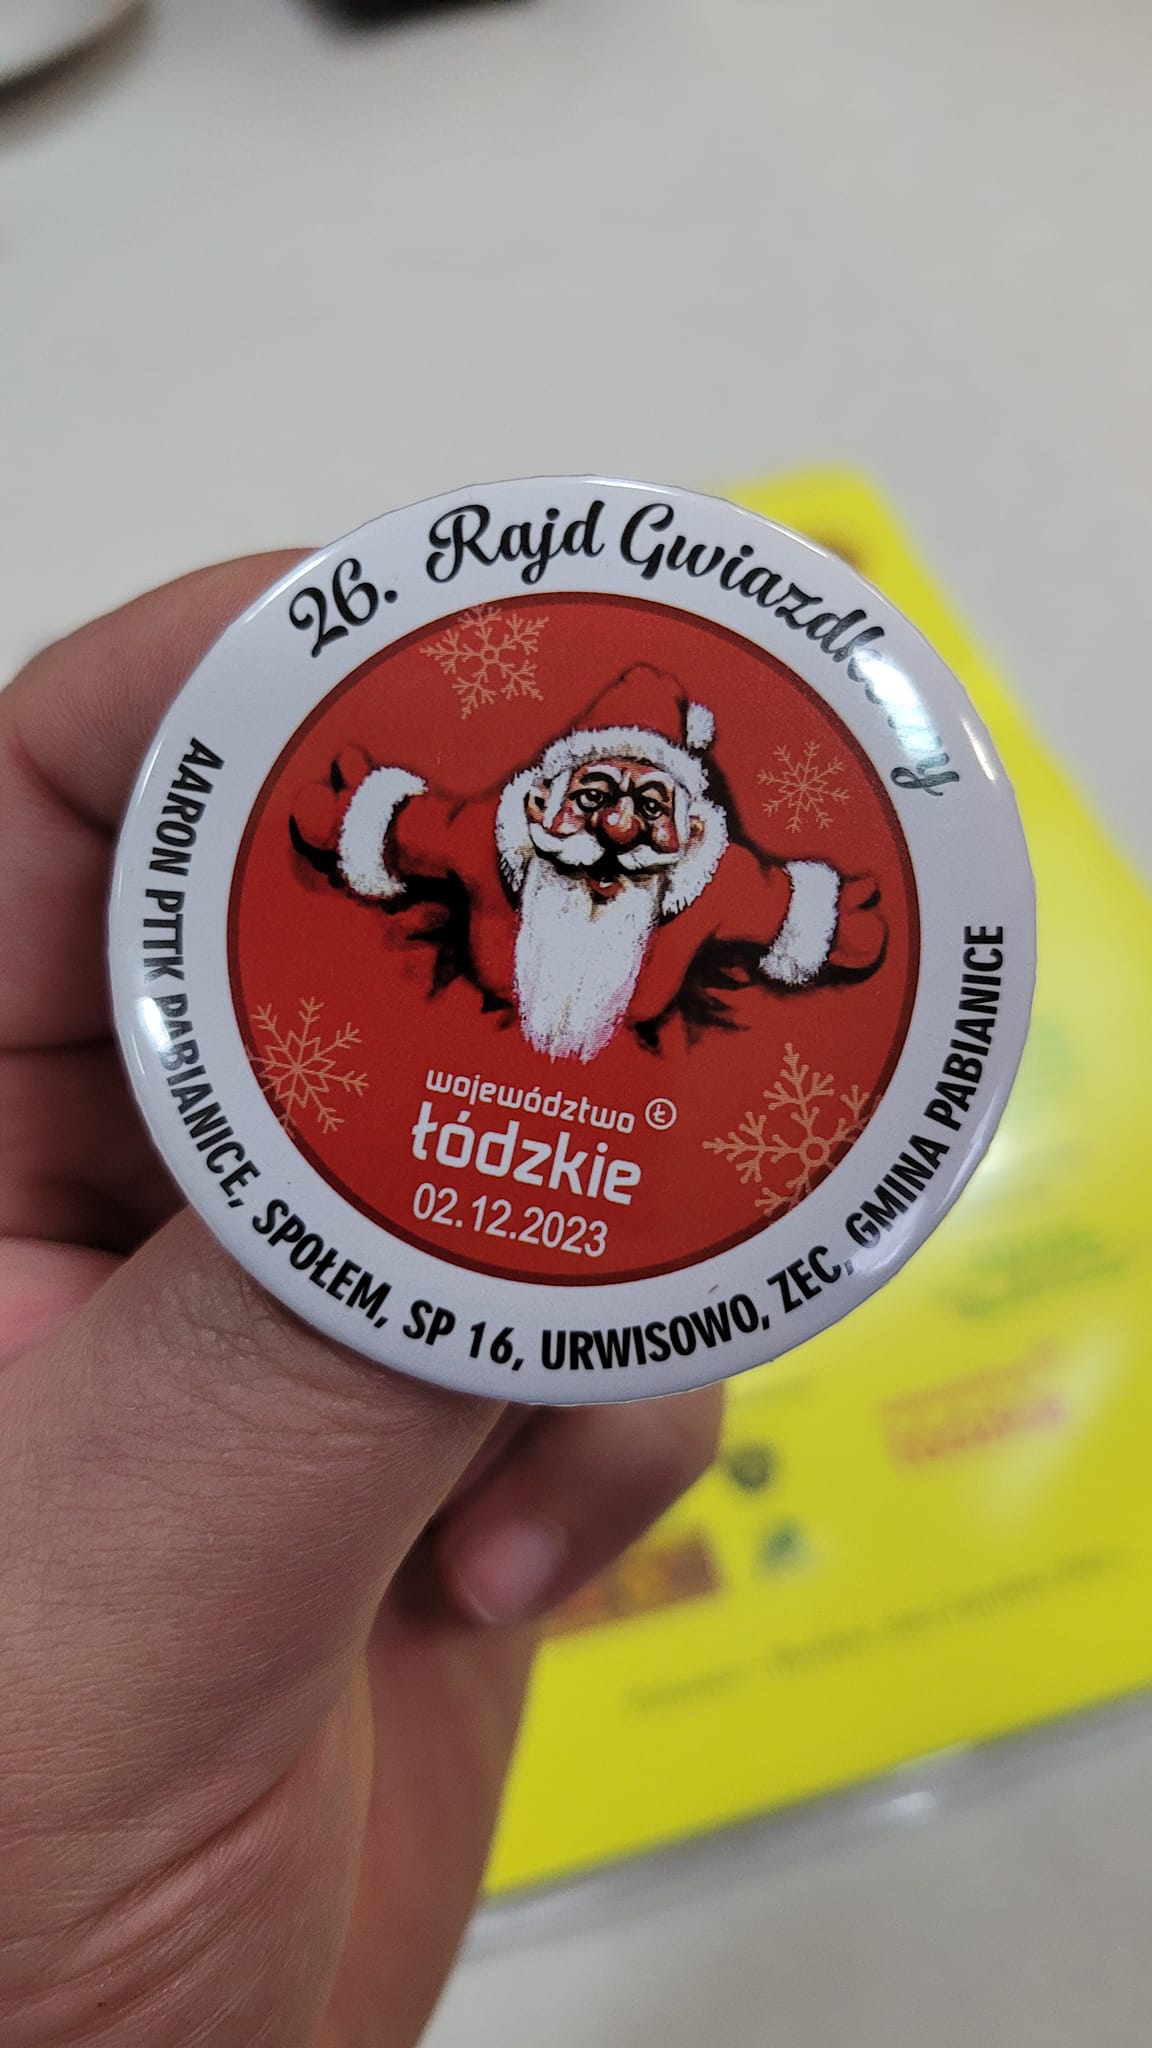 26. Rajd Gwiazdkowy
województwo Ł
łódzkie
02.12.2023
AARON PTTK PABIANICE, SPOŁEM, SP 16, URWISOWO, ZEC, GMINA PABIANICE